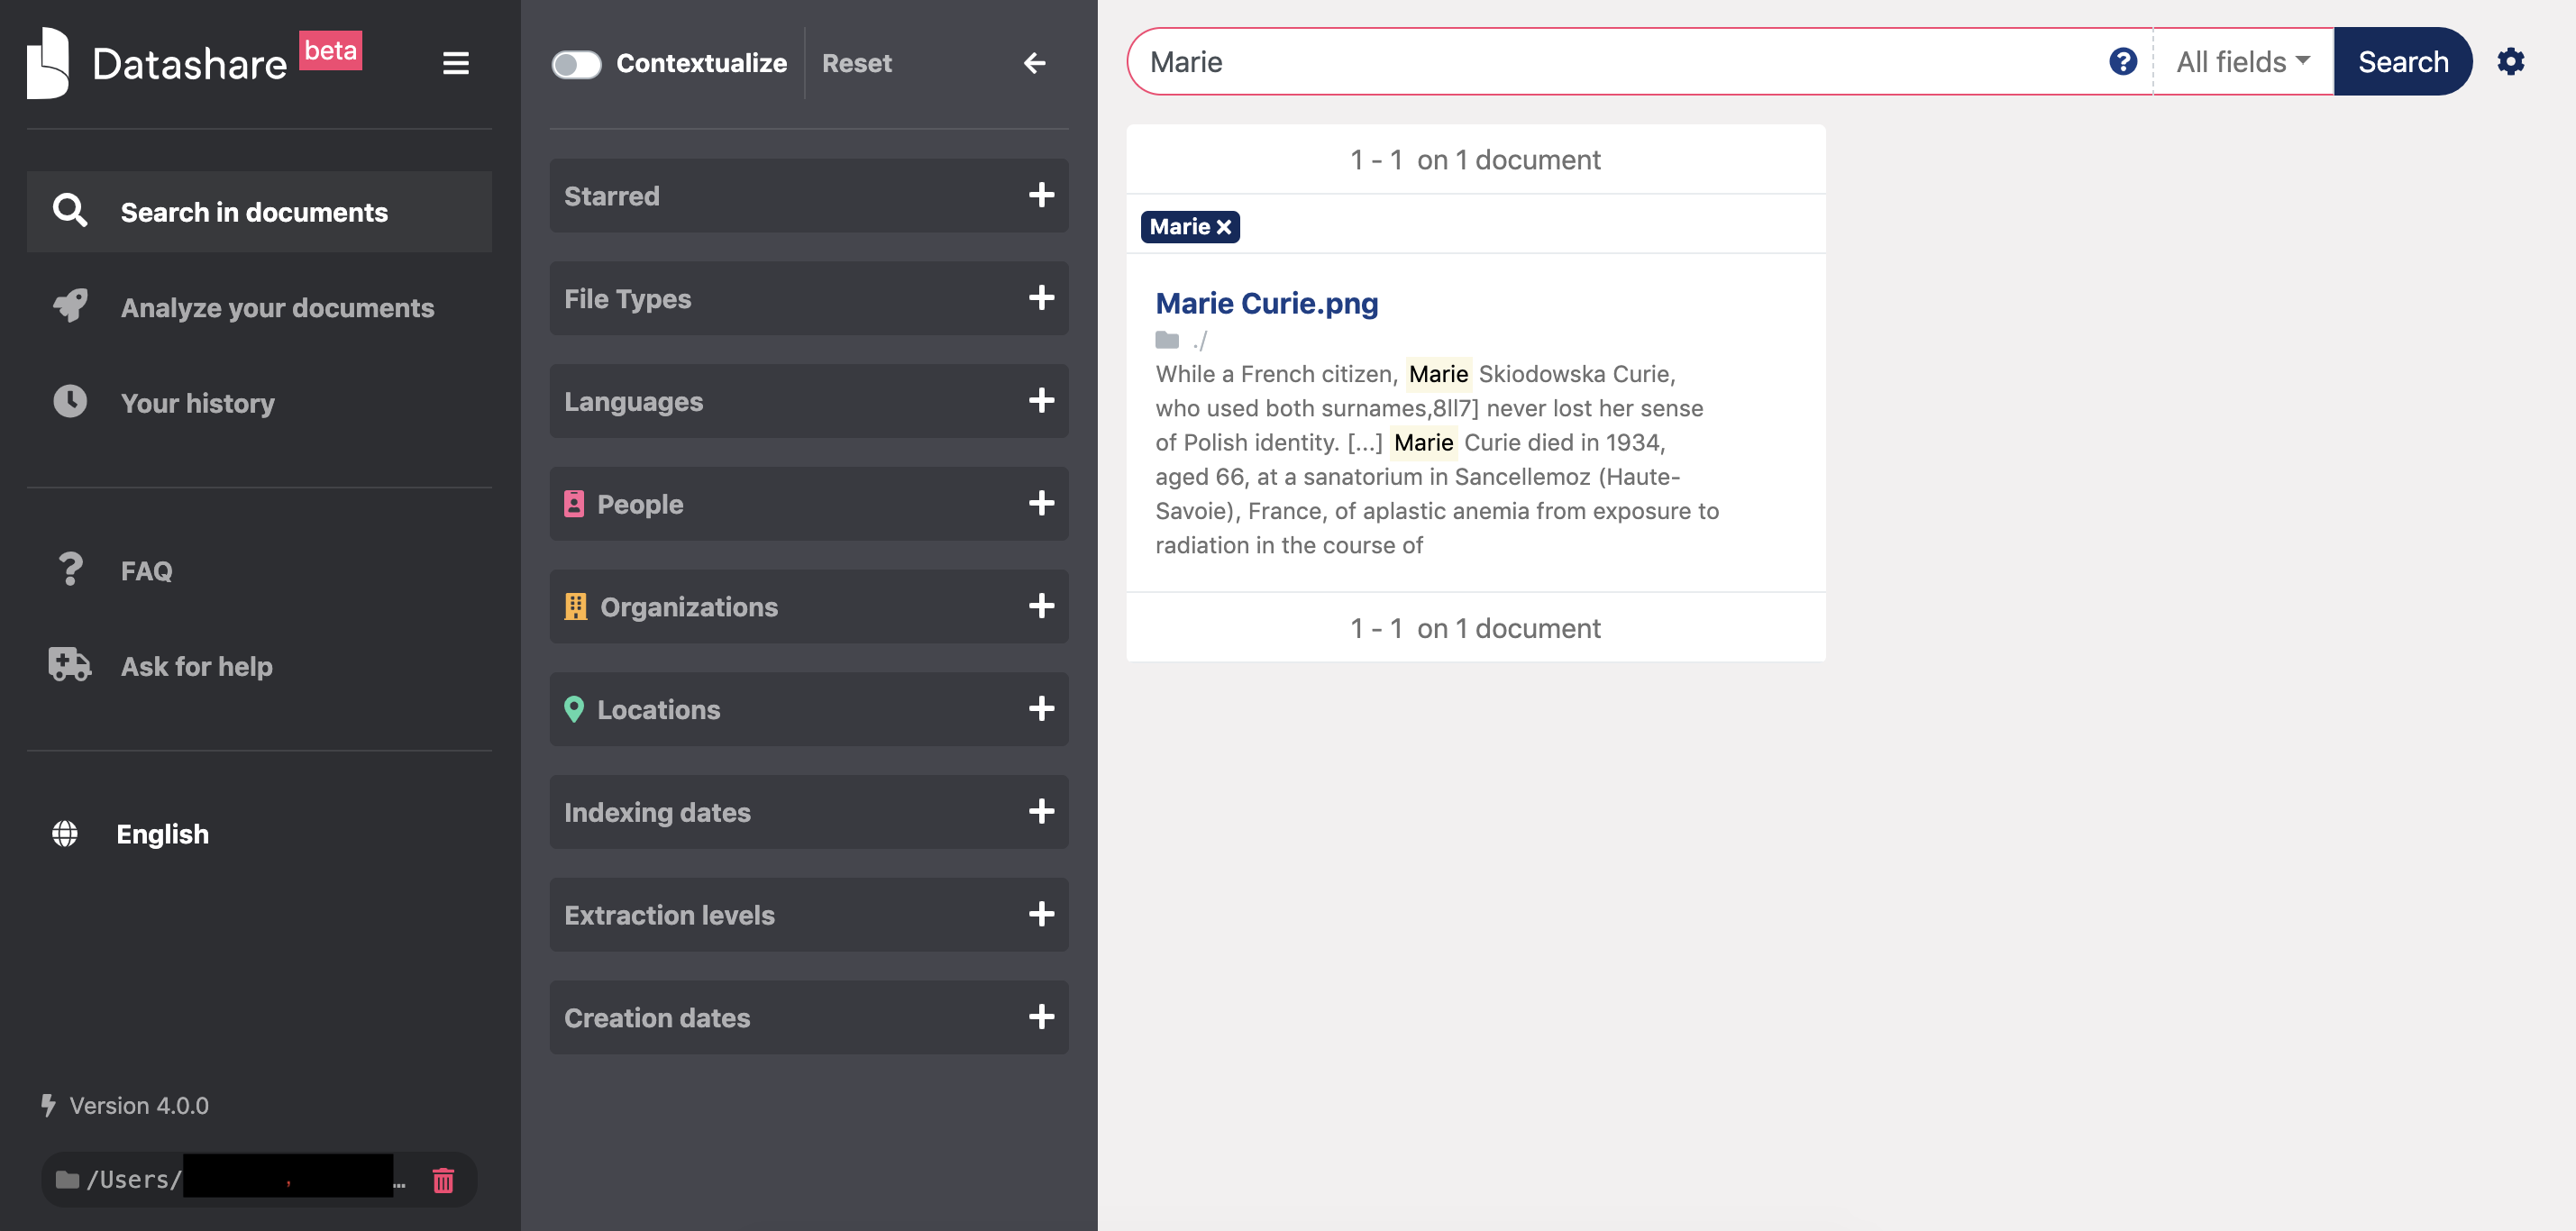 Datashare beta
Search in documents
Analyze your documents
Your history
FAQ
Ask for help
English
Version 4.0.0
/Users/
...
Contextualize
Reset
Starred
File Types
Languages
People
Organizations
Locations
Indexing dates
Extraction levels
Creation dates
Marie
All fields
Search
1 - 1 on 1 document
Marie
Marie Curie.png
./
While a French citizen, Marie Skiodowska Curie,
who used both surnames,8ll7] never lost her sense
of Polish identity. [...] Marie Curie died in 1934,
aged 66, at a sanatorium in Sancellemoz (Haute-
Savoie), France, of aplastic anemia from exposure to
radiation in the course of
1 - 1 on 1 document